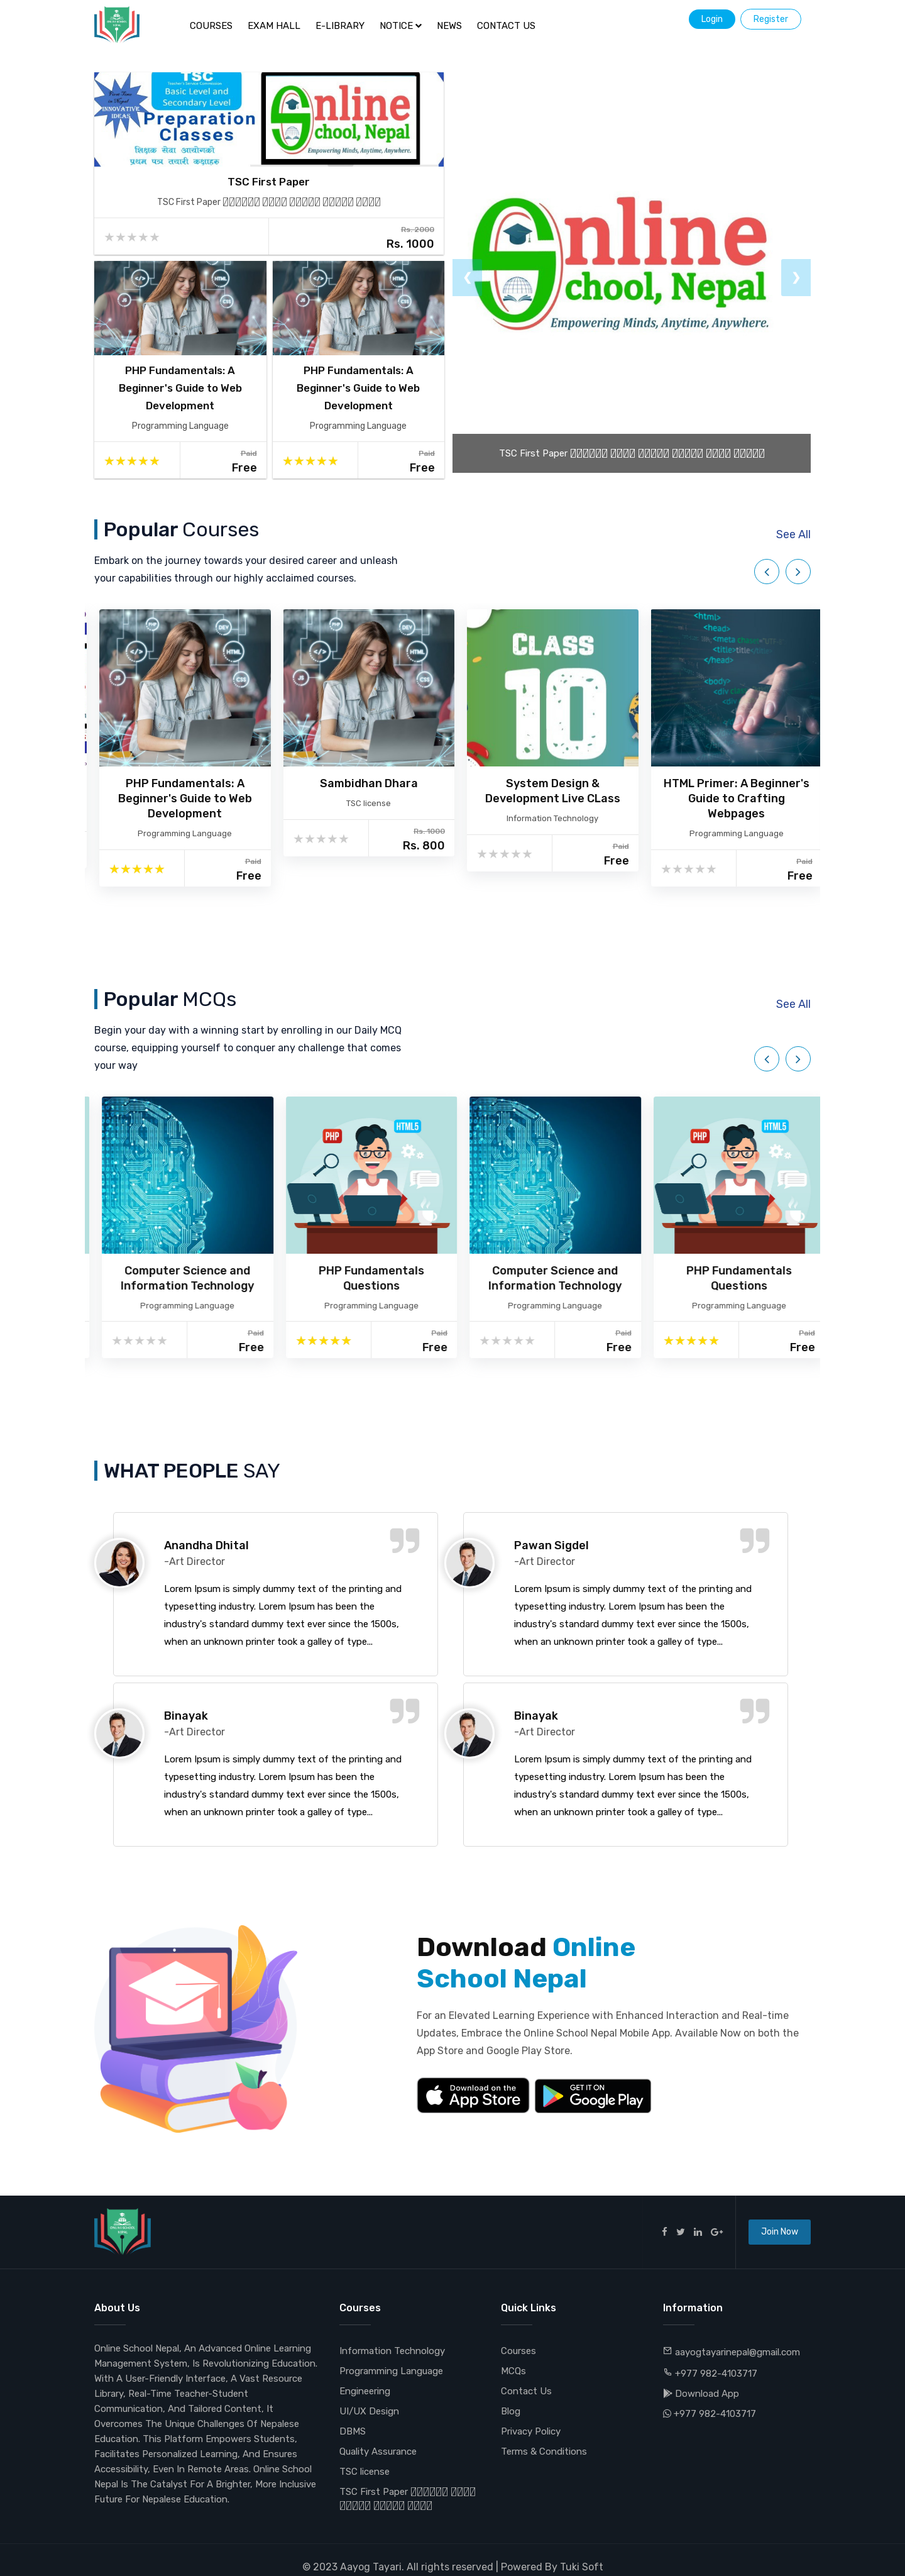 COURSES EXAM HALL E-LIBRARY NOTICE NEWS CONTACT US
Login
Register
TSC
Basic Level and
Secondary Level
INNOVATIVE
IDEAS
Preparation
Classes
शिक्षक सेवा आयोगको
प्रथम पत्र तयारी कक्षाहरु
Online
School, Nepal
Empowering Minds, Anytime, Anywhere.
TSC First Paper
TSC First Paper
Rs. 2000
Rs. 1000
Online
School, Nepal
Empowering Minds, Anytime, Anywhere.
TSC First Paper
PHP Fundamentals: A
Beginner's Guide to Web
Development
Programming Language
Paid
Free
PHP Fundamentals: A
Beginner's Guide to Web
Development
Programming Language
Paid
Free
Popular Courses
See All
Embark on the journey towards your desired career and unleash
your capabilities through our highly acclaimed courses.
PHP Fundamentals: A
Beginner's Guide to Web
Development
Programming Language
Paid
Free
Sambidhan Dhara
TSC license
Rs. 1000
Rs. 800
CLASS
10
System Design &
Development Live CLass
Information Technology
Paid
Free
HTML Primer: A Beginner's
Guide to Crafting
Webpages
Programming Language
Paid
Free
Popular MCQs
See All
Begin your day with a winning start by enrolling in our Daily MCQ
course, equipping yourself to conquer any challenge that comes
your way
Computer Science and
Information Technology
Programming Language
Paid
Free
PHP HTML5
PHP Fundamentals
Questions
Programming Language
Paid
Free
Computer Science and
Information Technology
Programming Language
Paid
Free
PHP HTML5
PHP Fundamentals
Questions
Programming Language
Paid
Free
WHAT PEOPLE SAY
Anandha Dhital
-Art Director
Lorem Ipsum is simply dummy text of the printing and
typesetting industry. Lorem Ipsum has been the
industry's standard dummy text ever since the 1500s,
when an unknown printer took a galley of type...
Pawan Sigdel
-Art Director
Lorem Ipsum is simply dummy text of the printing and
typesetting industry. Lorem Ipsum has been the
industry's standard dummy text ever since the 1500s,
when an unknown printer took a galley of type...
Binayak
-Art Director
Lorem Ipsum is simply dummy text of the printing and
typesetting industry. Lorem Ipsum has been the
industry's standard dummy text ever since the 1500s,
when an unknown printer took a galley of type...
Binayak
-Art Director
Lorem Ipsum is simply dummy text of the printing and
typesetting industry. Lorem Ipsum has been the
industry's standard dummy text ever since the 1500s,
when an unknown printer took a galley of type...
Download Online
School Nepal
For an Elevated Learning Experience with Enhanced Interaction and Real-time
Updates, Embrace the Online School Nepal Mobile App. Available Now on both the
App Store and Google Play Store.
Download on the
App Store
GET IT ON
Google Play
Join Now
About Us
Online School Nepal, An Advanced Online Learning
Management System, Is Revolutionizing Education.
With A User-Friendly Interface, A Vast Resource
Library, Real-Time Teacher-Student
Communication, And Tailored Content, It
Overcomes The Unique Challenges Of Nepalese
Education. This Platform Empowers Students,
Facilitates Personalized Learning, And Ensures
Accessibility, Even In Remote Areas. Online School
Nepal Is The Catalyst For A Brighter, More Inclusive
Future For Nepalese Education.
Courses
Information Technology
Programming Language
Engineering
UI/UX Design
DBMS
Quality Assurance
TSC license
TSC First Paper
Quick Links
Courses
MCQs
Contact Us
Blog
Privacy Policy
Terms & Conditions
Information
aayogtayarinepal@gmail.com
+977 982-4103717
Download App
+977 982-4103717
© 2023 Aayog Tayari. All rights reserved | Powered By Tuki Soft